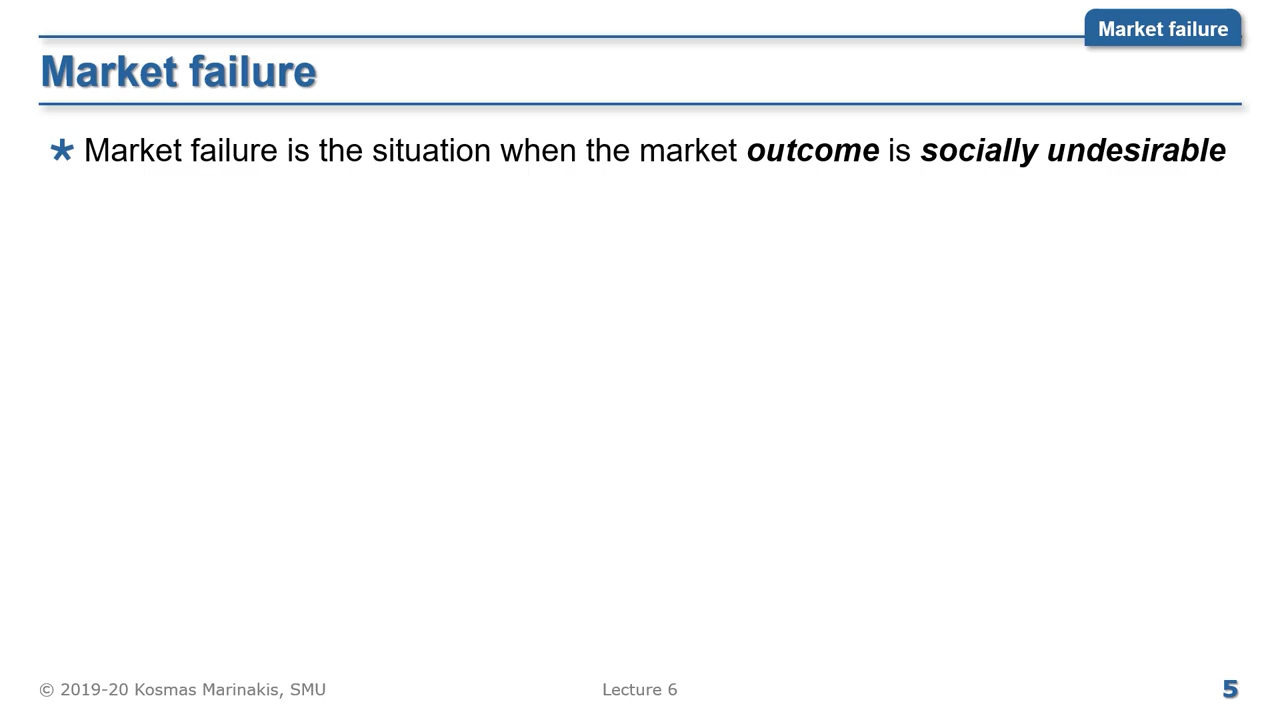 Market failure
Market failure
* Market failure is the situation when the market outcome is socially undesirable
© 2019-20 Kosmas Marinakis, SMU
Lecture 6
5